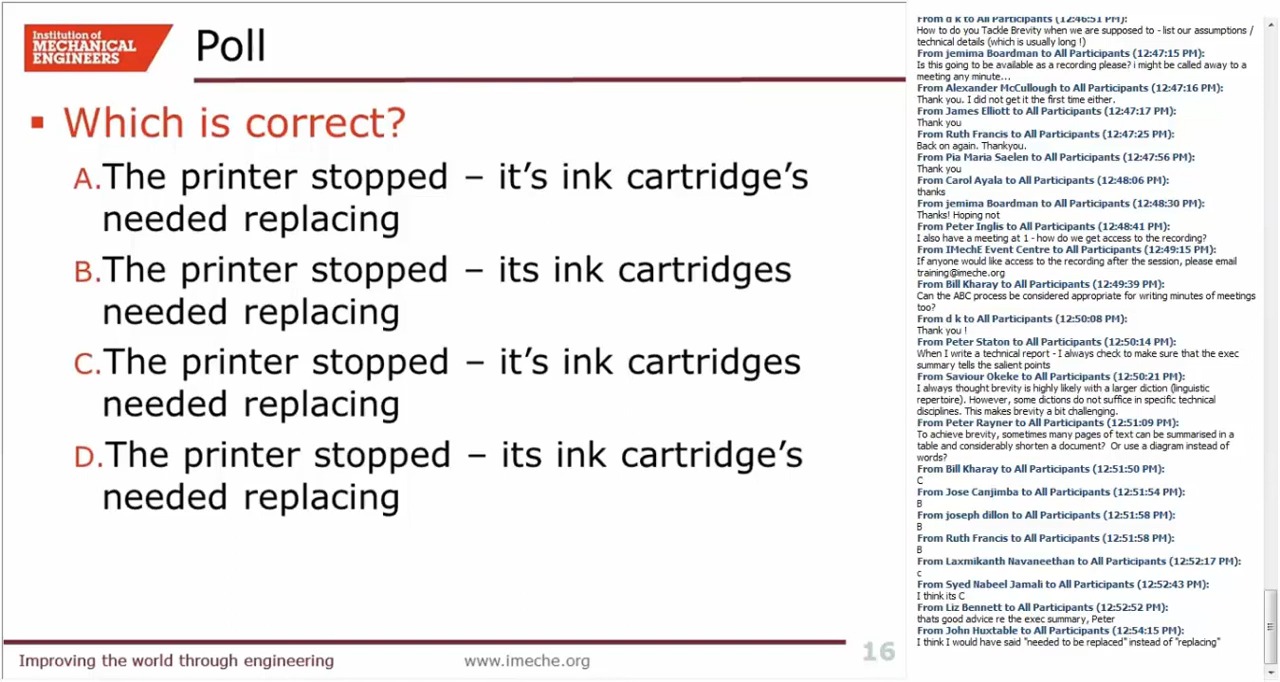 Institution of
MECHANICAL
ENGINEERS
Poll
Which is correct?
A.The printer stopped – it’s ink cartridge’s
needed replacing
B.The printer stopped – its ink cartridges
needed replacing
C.The printer stopped – it’s ink cartridges
needed replacing
D.The printer stopped – its ink cartridge’s
needed replacing
Improving the world through engineering
www.imeche.org
16
From d k to All Participants (12:46:51 PM):
How to do you Tackle Brevity when we are supposed to - list our assumptions /
technical details (which is usually long !)
From jemima Boardman to All Participants (12:47:15 PM):
Is this going to be available as a recording please? i might be called away to a
meeting any minute...
From Alexander McCullough to All Participants (12:47:16 PM):
Thank you. I did not get it the first time either.
From James Elliott to All Participants (12:47:17 PM):
Thank you
From Ruth Francis to All Participants (12:47:25 PM):
Back on again. Thankyou.
From Pia Maria Saelen to All Participants (12:47:56 PM):
Thank you
From Carol Ayala to All Participants (12:48:06 PM):
thanks
From jemima Boardman to All Participants (12:48:30 PM):
Thanks! Hoping not
From Peter Inglis to All Participants (12:48:41 PM):
I also have a meeting at 1 - how do we get access to the recording?
From IMechE Event Centre to All Participants (12:49:15 PM):
If anyone would like access to the recording after the session, please email
training@imeche.org
From Bill Kharay to All Participants (12:49:39 PM):
Can the ABC process be considered appropriate for writing minutes of meetings
too?
From d k to All Participants (12:50:08 PM):
Thank you !
From Peter Staton to All Participants (12:50:14 PM):
When I write a technical report - I always check to make sure that the exec
summary tells the salient points
From Saviour Okeke to All Participants (12:50:21 PM):
I always thought brevity is highly likely with a larger diction (linguistic
repertoire). However, some dictions do not suffice in specific technical
disciplines. This makes brevity a bit challenging.
From Peter Rayner to All Participants (12:51:09 PM):
To achieve brevity, sometimes many pages of text can be summarised in a
table and considerably shorten a document? Or use a diagram instead of
words?
From Bill Kharay to All Participants (12:51:50 PM):
C
From Jose Canjimba to All Participants (12:51:54 PM):
B
From joseph dillon to All Participants (12:51:58 PM):
B
From Ruth Francis to All Participants (12:51:58 PM):
B
From Laxmikanth Navaneethan to All Participants (12:52:17 PM):
c
From Syed Nabeel Jamali to All Participants (12:52:43 PM):
I think its C
From Liz Bennett to All Participants (12:52:52 PM):
thats good advice re the exec summary, Peter
From John Huxtable to All Participants (12:54:15 PM):
I think I would have said "needed to be replaced" instead of "replacing"